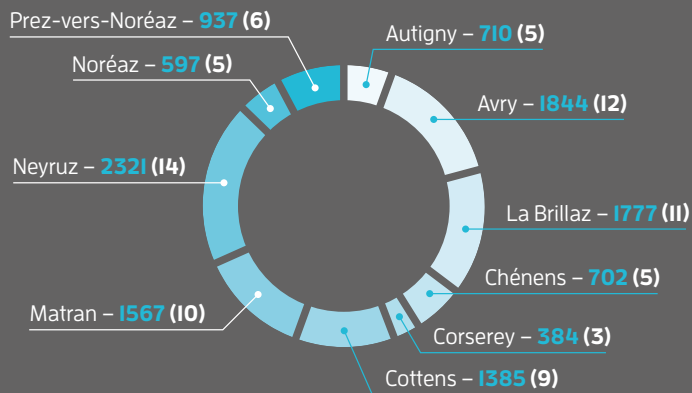 Prez-vers-Noréaz – 937 (6)
Autigny – 710 (5)
Noréaz – 597 (5)
Avry – 1844 (12)
Neyruz – 2321 (14)
La Brillaz – 1777 (11)
Chénens – 702 (5)
Matran – 1567 (10)
Corserey – 384 (3)
Cottens – 1385 (9)